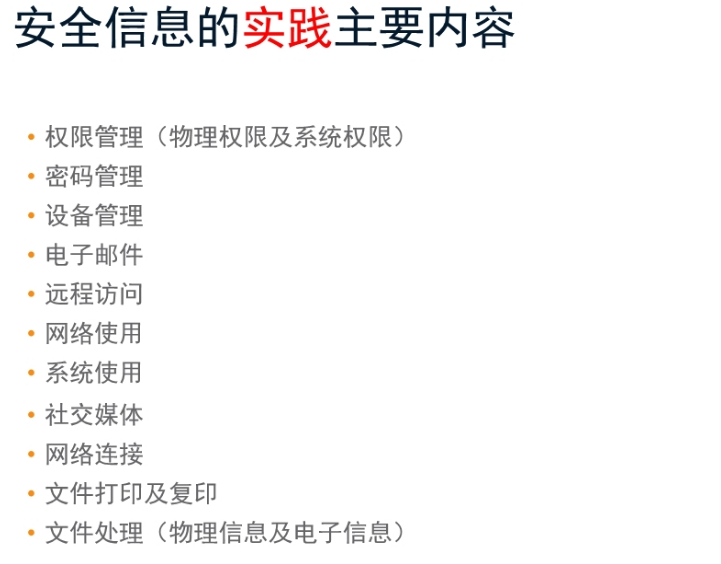 安全信息的实践主要内容
• 权限管理（物理权限及系统权限）
• 密码管理
• 设备管理
• 电子邮件
• 远程访问
• 网络使用
• 系统使用
• 社交媒体
• 网络连接
• 文件打印及复印
• 文件处理（物理信息及电子信息）